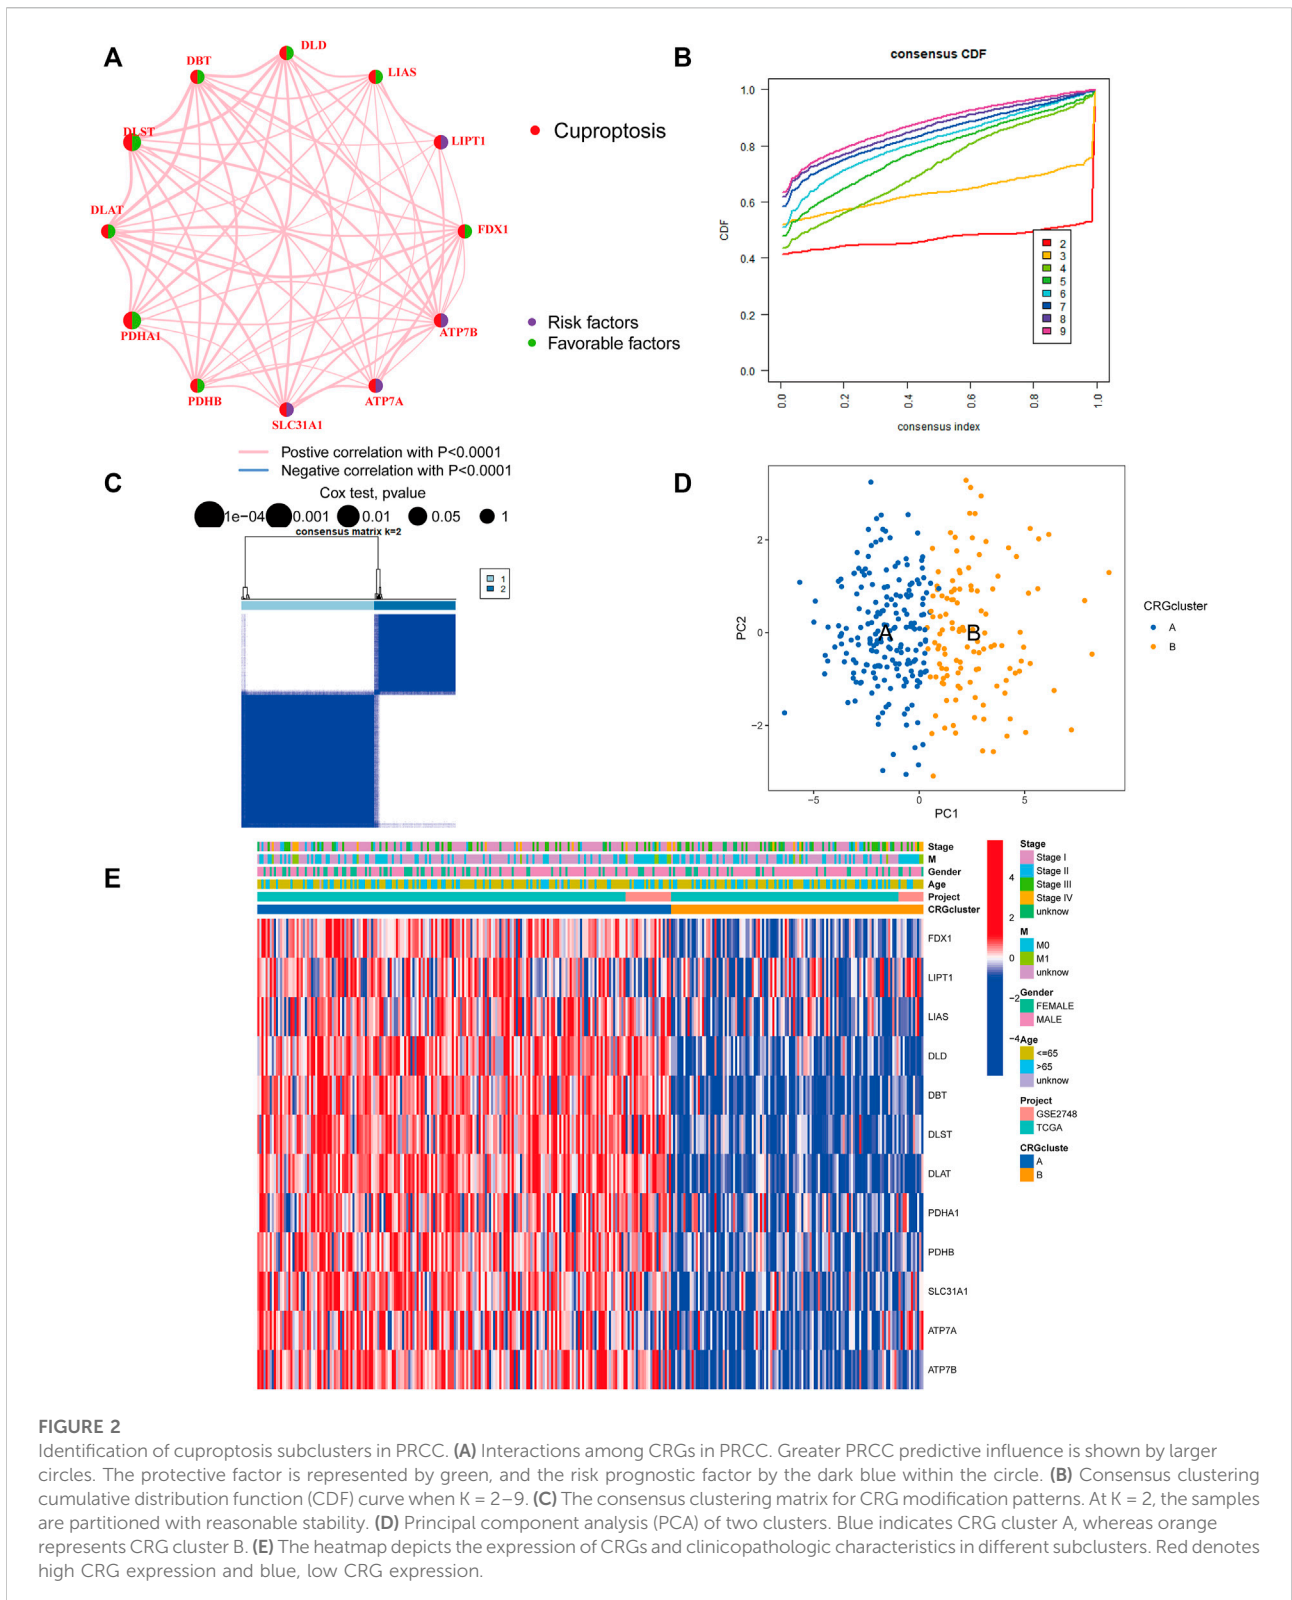 A
DLD
DBT
LIAS
DLST
LIPT1
DLAT
FDX1
PDHA1
ATP7B
PDHB
ATP7A
SLC31A1
Cuproptosis
Risk factors
Favorable factors
Postive correlation with P<0.0001
Negative correlation with P<0.0001
Cox test, pvalue
1e−04 0.001 0.01 0.05 1
B
consensus CDF
1.0
0.8
0.6
0.4
0.2
0.0
CDF
2
3
4
5
6
7
8
9
0.0 0.2 0.4 0.6 0.8 1.0
consensus index
C
consensus matrix k=2
1
2
D
2
0
−2
PC2
A
B
−5 0 5
PC1
CRGcluster
A
B
E
Stage
M
Gender
Age
Project
CRGcluster
FDX1
LIPT1
LIAS
DLD
DBT
DLST
DLAT
PDHA1
PDHB
SLC31A1
ATP7A
ATP7B
4
2
0
−2
−4
Stage
Stage I
Stage II
Stage III
Stage IV
unknow
M
M0
M1
unknow
Gender
FEMALE
MALE
Age
<=65
>65
unknow
Project
GSE2748
TCGA
CRGcluste
A
B
FIGURE 2
Identification of cuproptosis subclusters in PRCC. (A) Interactions among CRGs in PRCC. Greater PRCC predictive influence is shown by larger
circles. The protective factor is represented by green, and the risk prognostic factor by the dark blue within the circle. (B) Consensus clustering
cumulative distribution function (CDF) curve when K = 2–9. (C) The consensus clustering matrix for CRG modification patterns. At K = 2, the samples
are partitioned with reasonable stability. (D) Principal component analysis (PCA) of two clusters. Blue indicates CRG cluster A, whereas orange
represents CRG cluster B. (E) The heatmap depicts the expression of CRGs and clinicopathologic characteristics in different subclusters. Red denotes
high CRG expression and blue, low CRG expression.